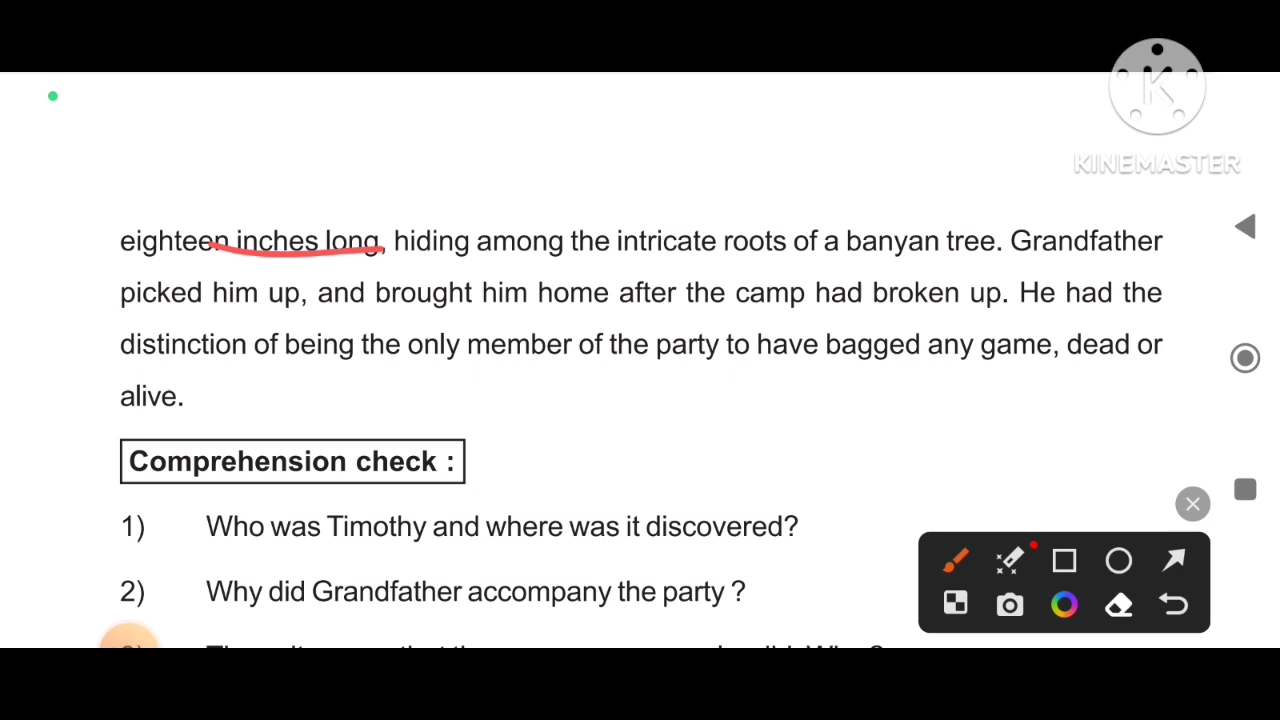 KINEMASTER
eighteen inches long, hiding among the intricate roots of a banyan tree. Grandfather
picked him up, and brought him home after the camp had broken up. He had the
distinction of being the only member of the party to have bagged any game, dead or
alive.
Comprehension check :
1) Who was Timothy and where was it discovered?
2) Why did Grandfather accompany the party ?